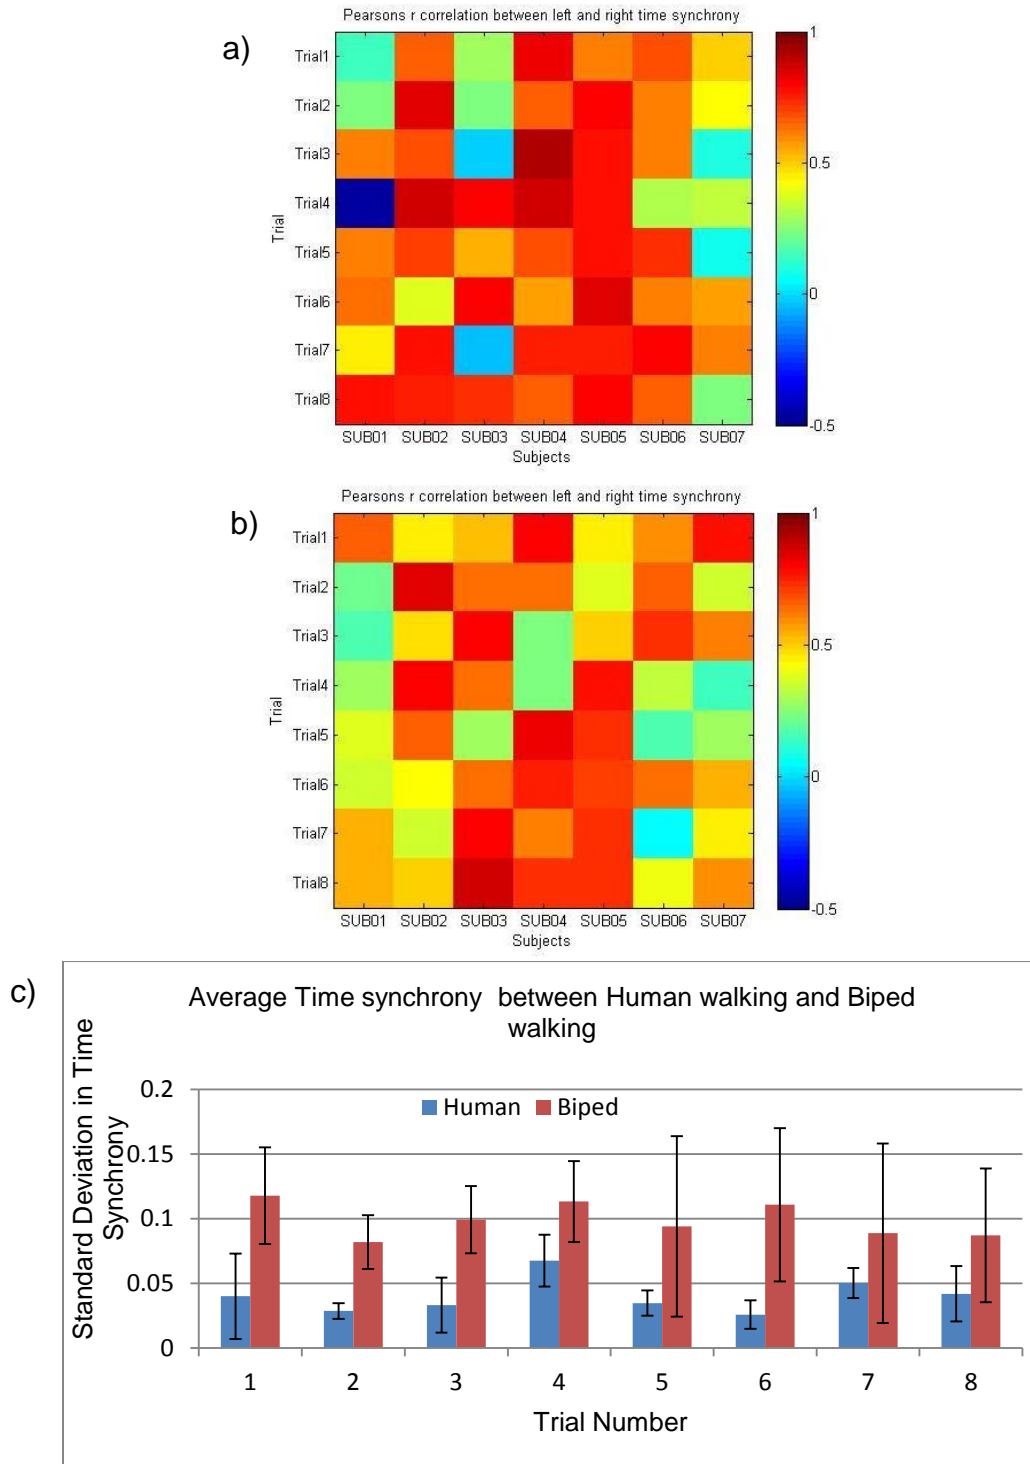 a)
Pearsons r correlation between left and right time synchrony
Trial1
Trial2
Trial3
Trial4
Trial5
Trial6
Trial7
Trial8
Trial
SUB01 SUB02 SUB03 SUB04 SUB05 SUB06 SUB07
Subjects
1
0.5
0
-0.5
b)
Pearsons r correlation between left and right time synchrony
Trial1
Trial2
Trial3
Trial4
Trial5
Trial6
Trial7
Trial8
Trial
SUB01 SUB02 SUB03 SUB04 SUB05 SUB06 SUB07
Subjects
1
0.5
0
-0.5
c)
Average Time synchrony between Human walking and Biped
walking
Standard Deviation in Time
Synchrony
0.2
0.15
0.1
0.05
0
Human Biped
1 2 3 4 5 6 7 8
Trial Number